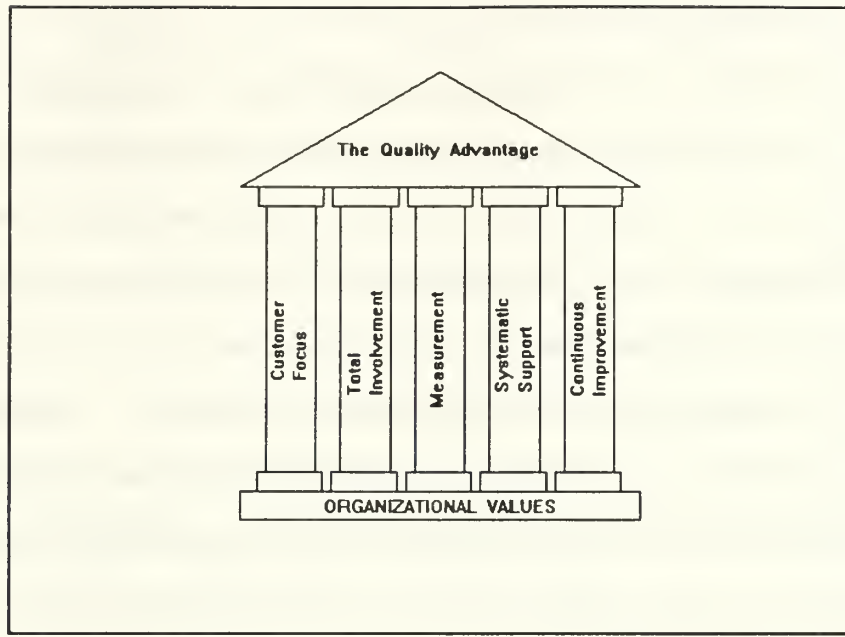 The Quality Advantage
Customer
Focus
Total
Involvement
Measurement
Systematic
Support
Continuous
Improvement
ORGANIZATIONAL VALUES